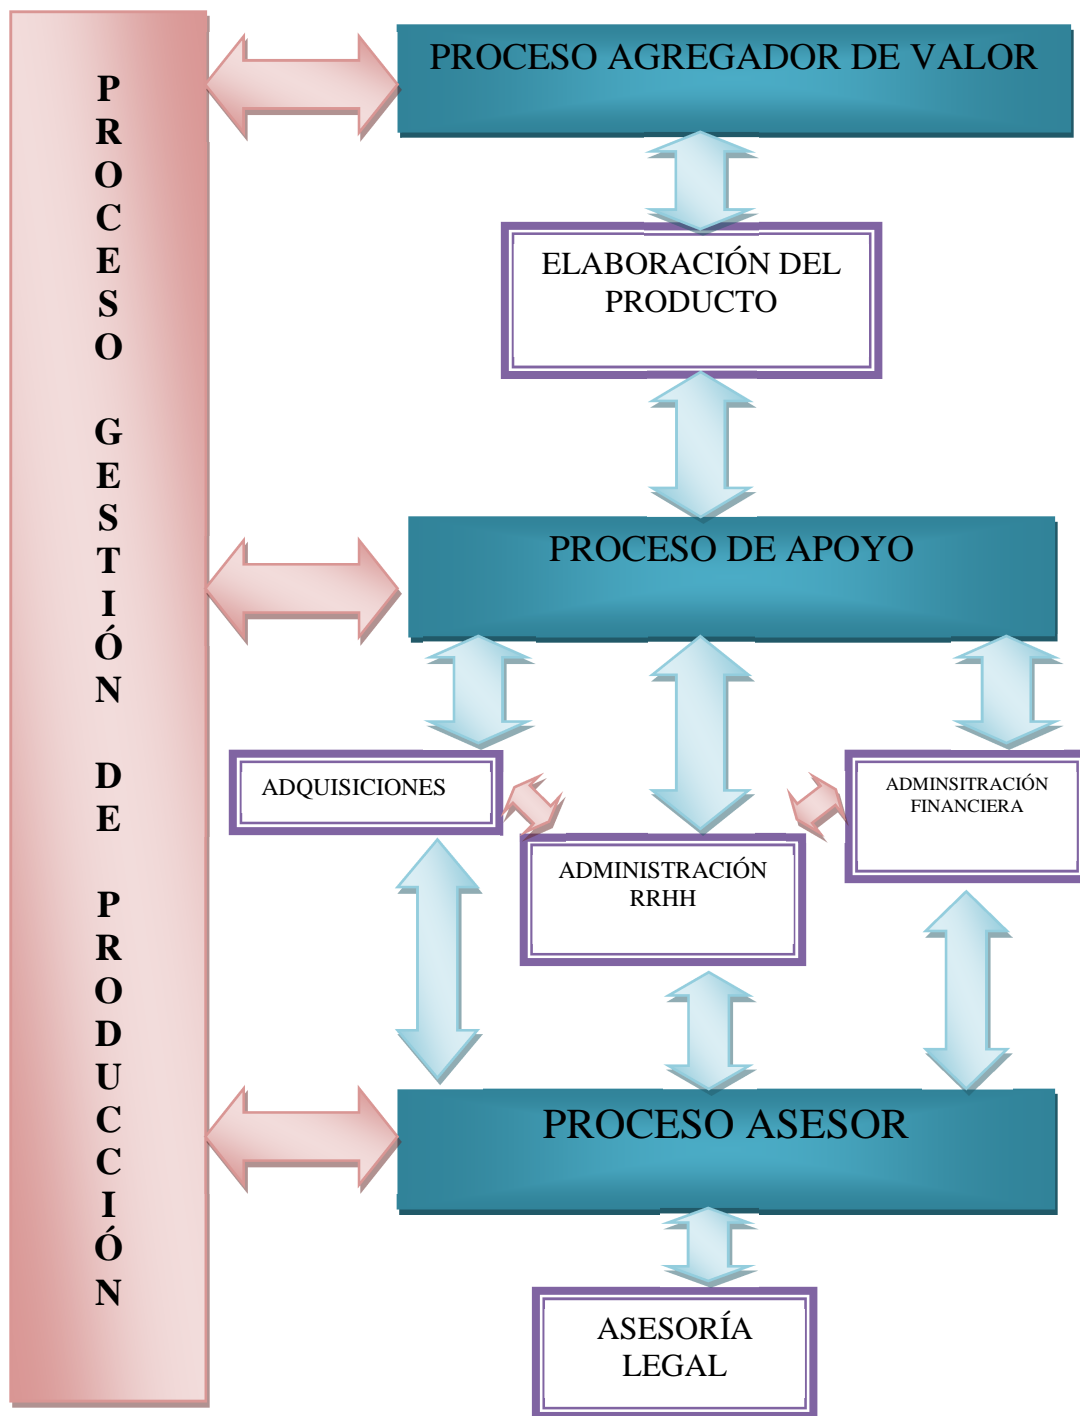 PROCESO GESTIÓN DE PRODUCCIÓN
PROCESO AGREGADOR DE VALOR
ELABORACIÓN DEL
PRODUCTO
PROCESO DE APOYO
ADQUISICIONES
ADMINISTRACIÓN
RRHH
ADMINSITRACIÓN
FINANCIERA
PROCESO ASESOR
ASESORÍA
LEGAL